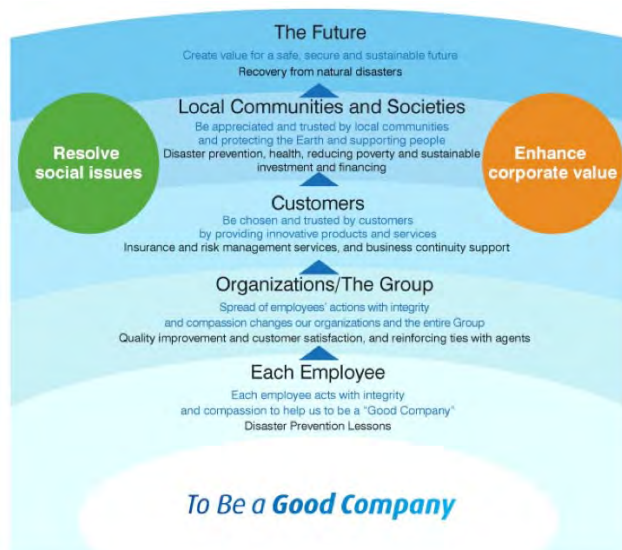 The Future
Create value for a safe, secure and sustainable future
Recovery from natural disasters
Local Communities and Societies
Be appreciated and trusted by local communities
and protecting the Earth and supporting people
Disaster prevention, health, reducing poverty and sustainable
investment and financing
Resolve
social issues
Enhance
corporate value
Customers
Be chosen and trusted by customers
by providing innovative products and services
Insurance and risk management services, and business continuity support
Organizations/The Group
Spread of employees' actions with integrity
and compassion changes our organizations and the entire Group
Quality improvement and customer satisfaction, and reinforcing ties with agents
Each Employee
Each employee acts with integrity
and compassion to help us to be a "Good Company"
Disaster Prevention Lessons
To Be a Good Company